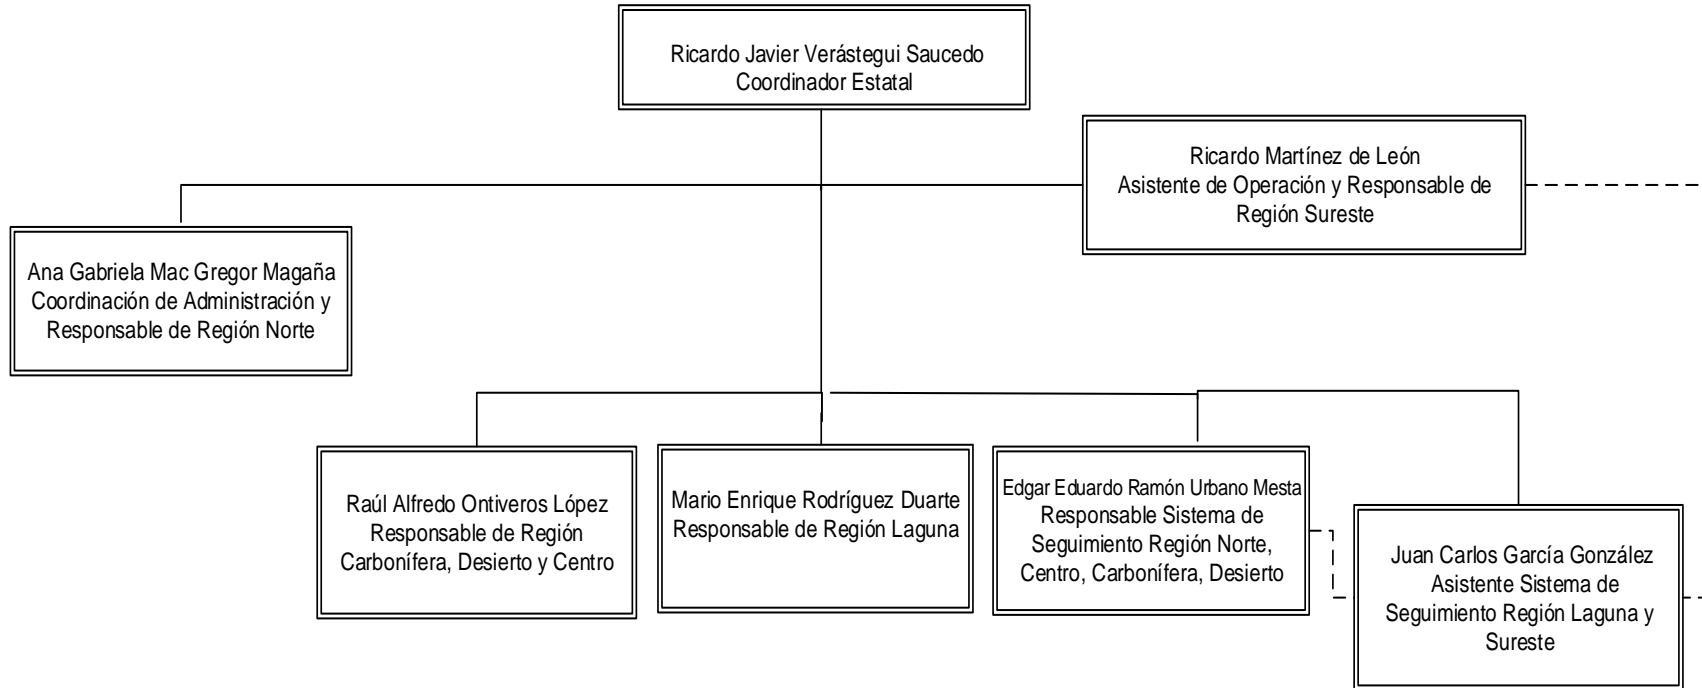 Ricardo Javier Verástegui Saucedo
Coordinador Estatal
Ricardo Martínez de León
Asistente de Operación y Responsable de
Región Sureste
Ana Gabriela Mac Gregor Magaña
Coordinación de Administración y
Responsable de Región Norte
Raúl Alfredo Ontiveros López
Responsable de Región
Carbonífera, Desierto y Centro
Mario Enrique Rodríguez Duarte
Responsable de Región Laguna
Edgar Eduardo Ramón Urbano Mesta
Responsable Sistema de
Seguimiento Región Norte,
Centro, Carbonífera, Desierto
Juan Carlos García González
Asistente Sistema de
Seguimiento Región Laguna y
Sureste